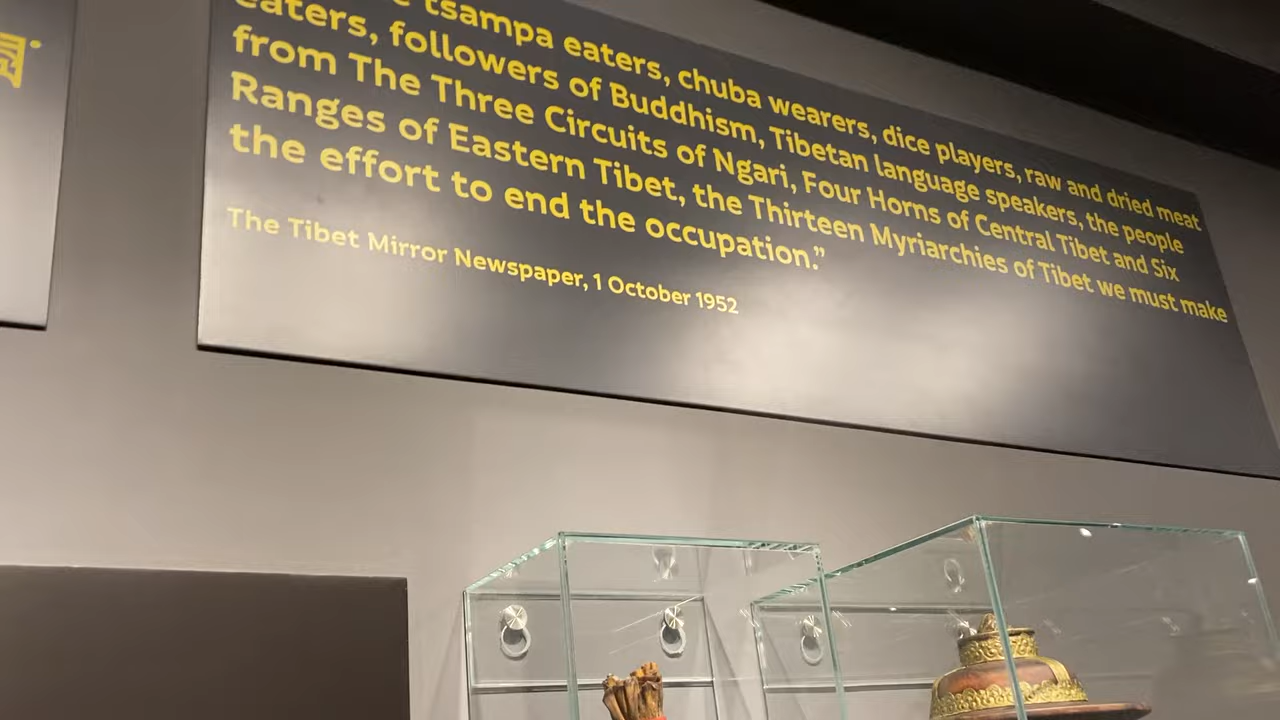 tsampa eaters, chuba wearers, dice players, raw and dried meat
eaters, followers of Buddhism, Tibetan language speakers, the people
from The Three Circuits of Ngari, Four Horns of Central Tibet and Six
Ranges of Eastern Tibet, the Thirteen Myriarchies of Tibet we must make
the effort to end the occupation.”
The Tibet Mirror Newspaper, 1 October 1952